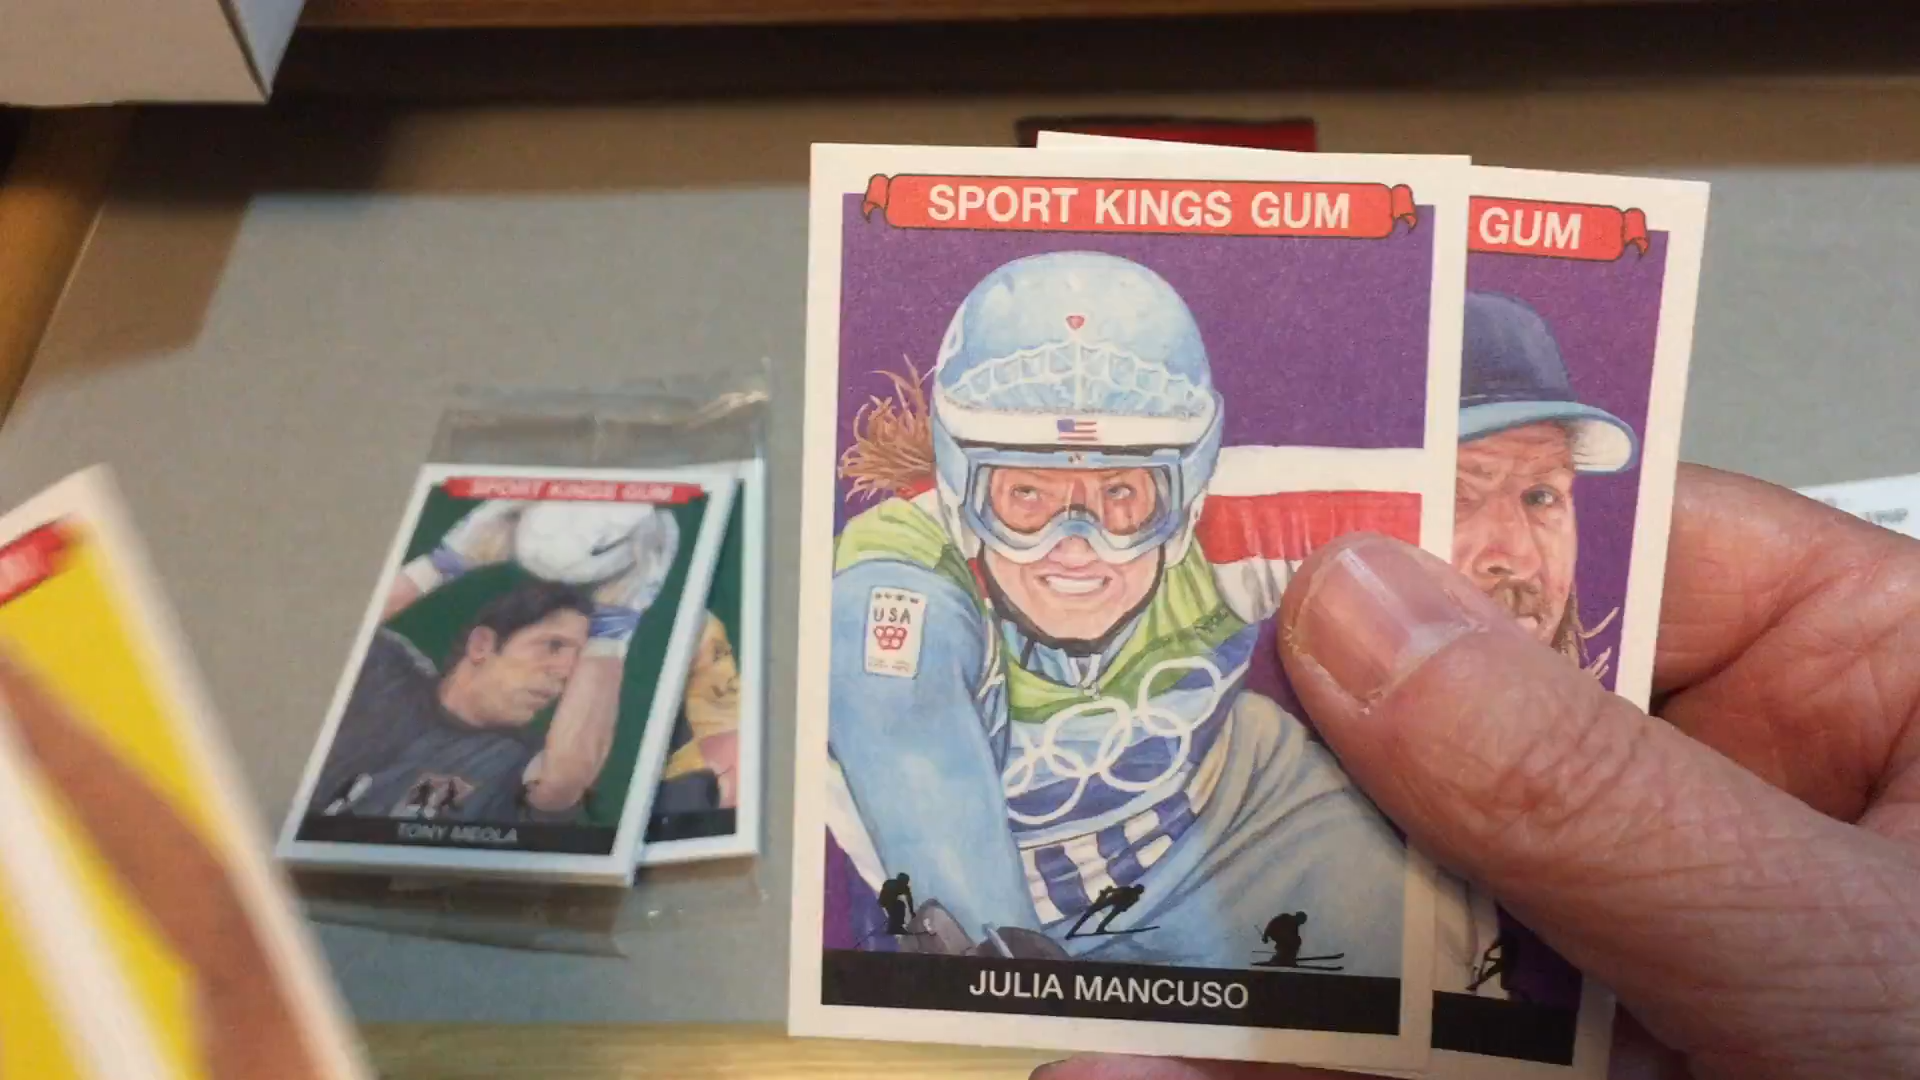 SPORT KINGS GUM
GUM
USA
JULIA MANCUSO
SPORT KINGS GUM
TONY MEOLA